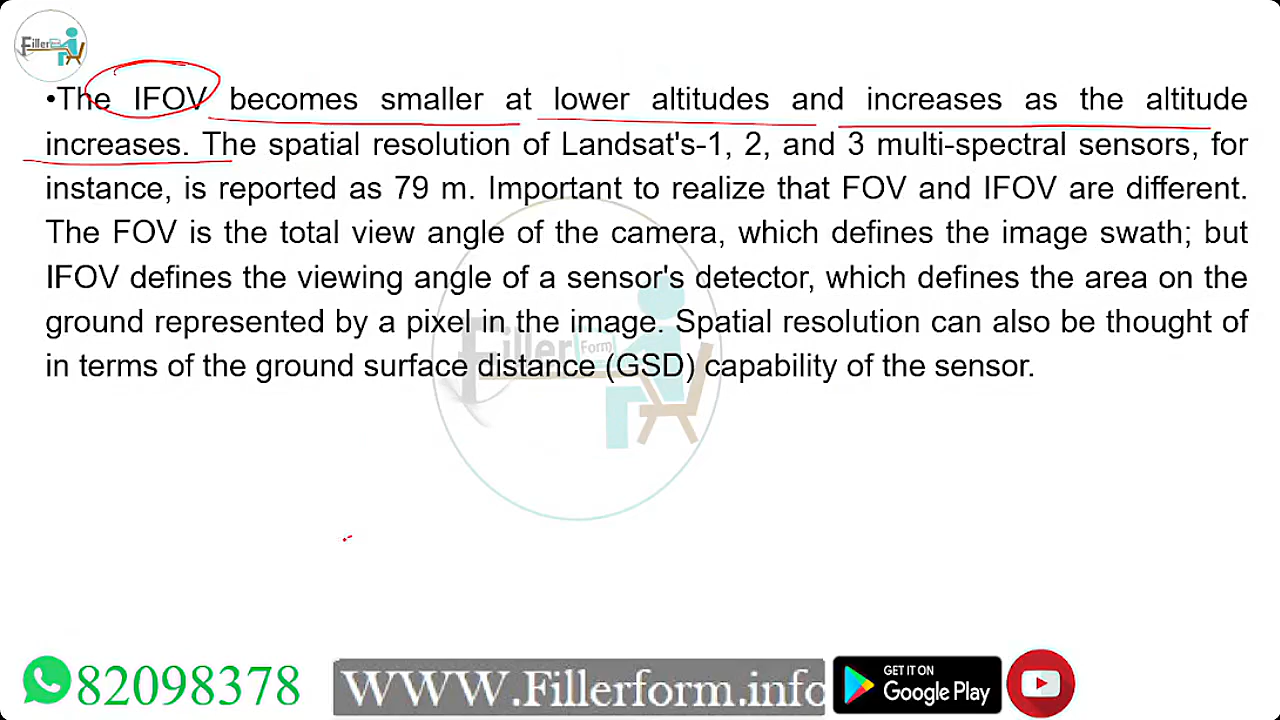 Filler
•The IFOV becomes smaller at lower altitudes and increases as the altitude
increases. The spatial resolution of Landsat's-1, 2, and 3 multi-spectral sensors, for
instance, is reported as 79 m. Important to realize that FOV and IFOV are different.
The FOV is the total view angle of the camera, which defines the image swath; but
IFOV defines the viewing angle of a sensor's detector, which defines the area on the
ground represented by a pixel in the image. Spatial resolution can also be thought of
in terms of the ground surface distance (GSD) capability of the sensor.
Filler Form
82098378
WWW.Fillerform.info
GET IT ON
Google Play